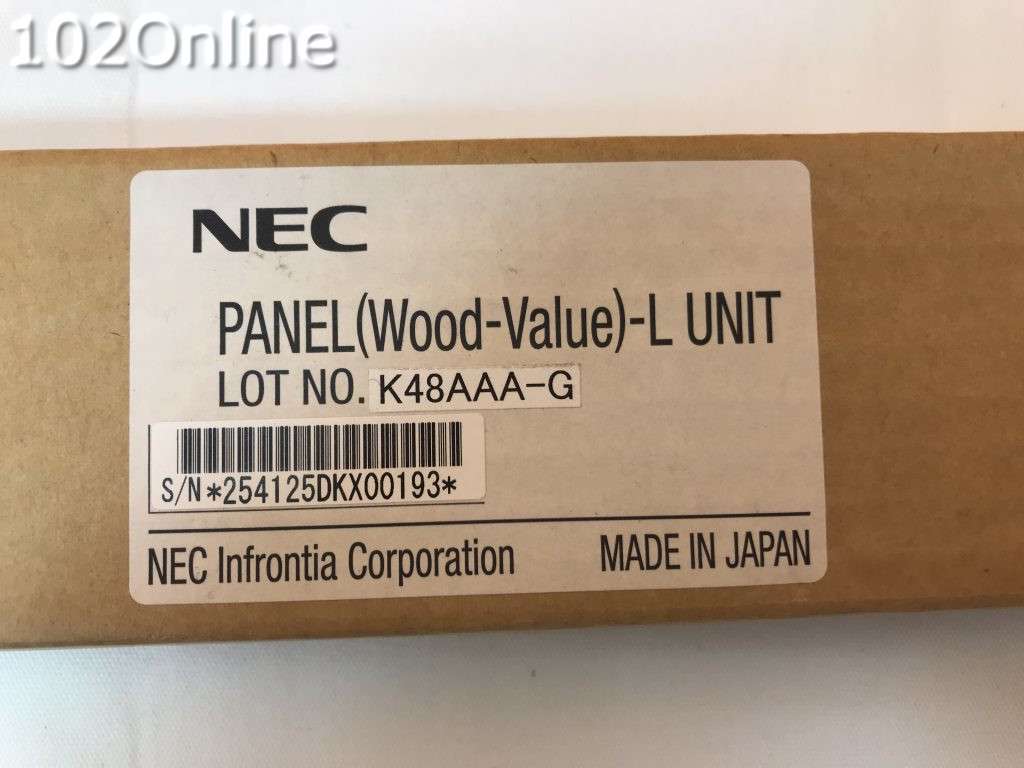 102Online
NEC
PANEL(Wood-Value)-L UNIT
LOT NO. K48AAA-G
S/N *254125DKX00193*
NEC Infrontia Corporation MADE IN JAPAN